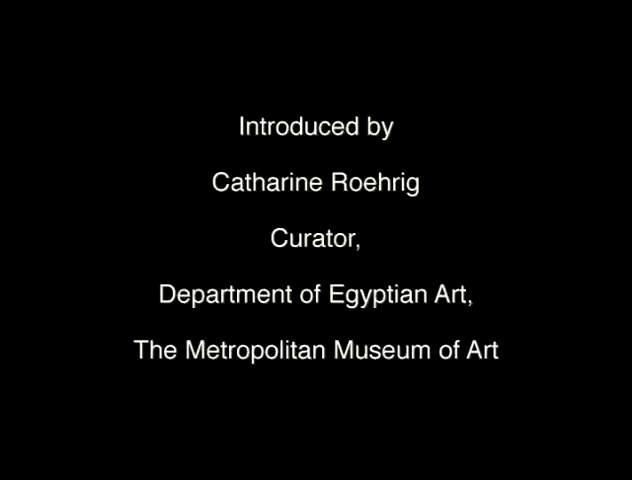 Introduced by
Catharine Roehrig
Curator,
Department of Egyptian Art,
The Metropolitan Museum of Art